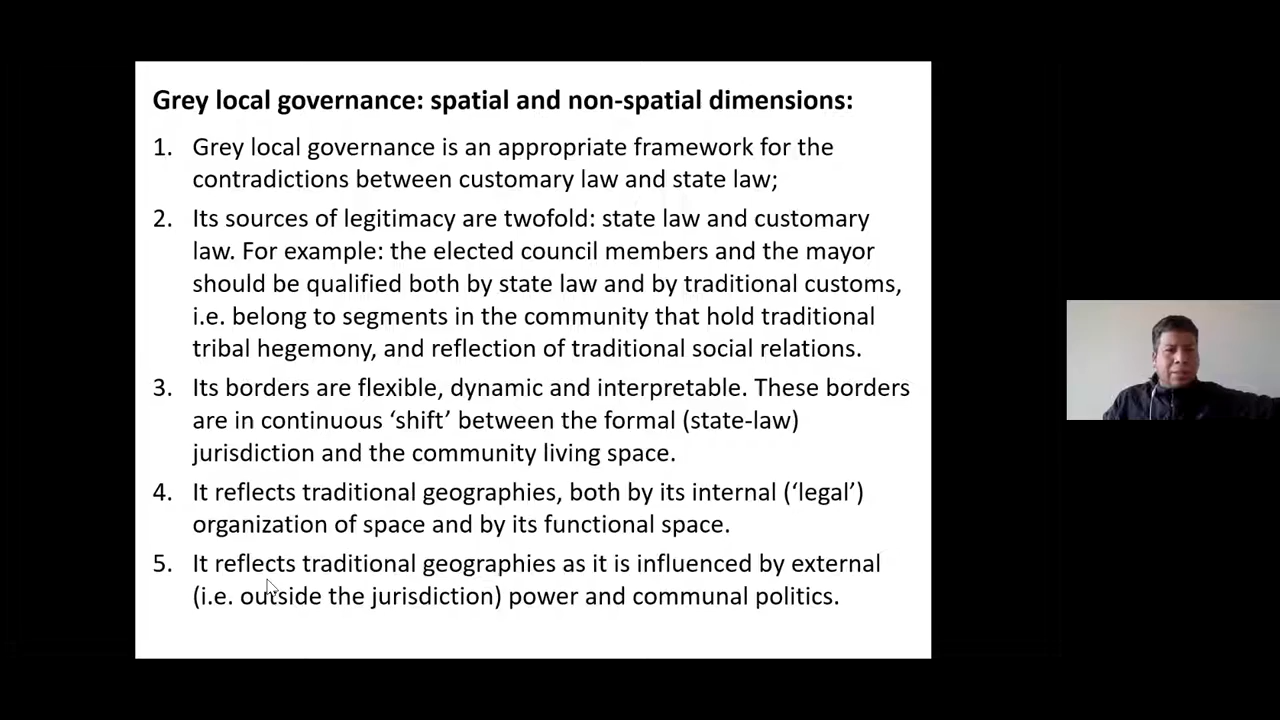 Grey local governance: spatial and non-spatial dimensions:
1. Grey local governance is an appropriate framework for the
contradictions between customary law and state law;
2. Its sources of legitimacy are twofold: state law and customary
law. For example: the elected council members and the mayor
should be qualified both by state law and by traditional customs,
i.e. belong to segments in the community that hold traditional
tribal hegemony, and reflection of traditional social relations.
3. Its borders are flexible, dynamic and interpretable. These borders
are in continuous ‘shift’ between the formal (state-law)
jurisdiction and the community living space.
4. It reflects traditional geographies, both by its internal (‘legal’)
organization of space and by its functional space.
5. It reflects traditional geographies as it is influenced by external
(i.e. outside the jurisdiction) power and communal politics.